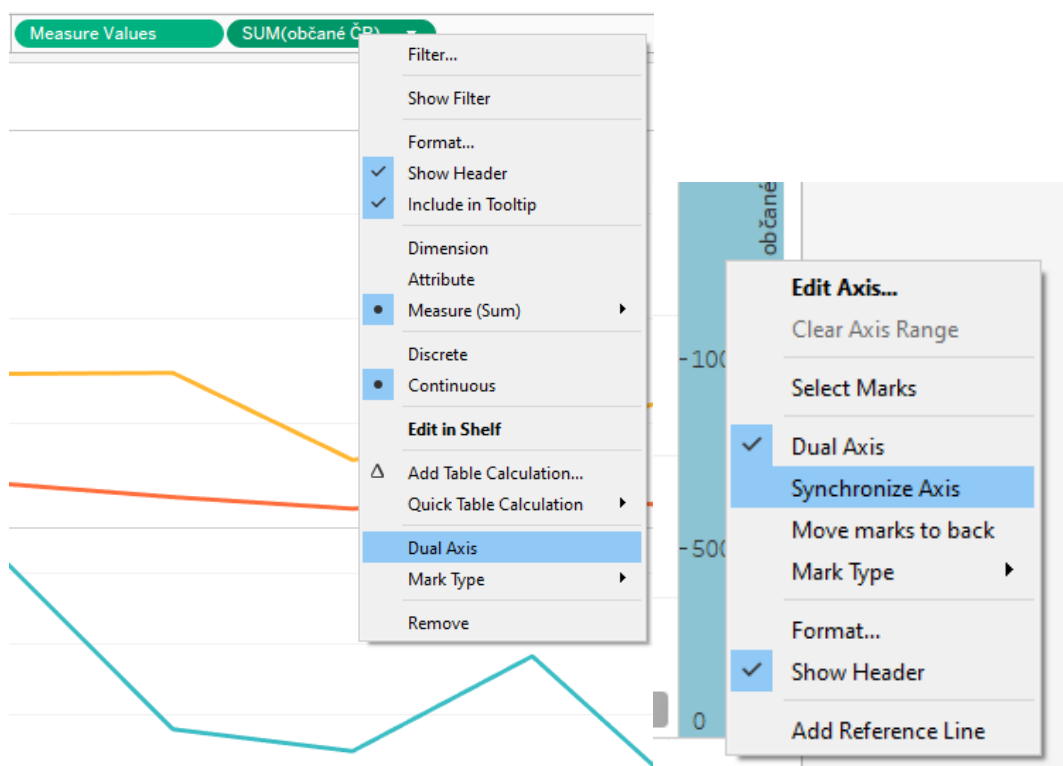 Measure Values
SUM(občané ČR)
Filter...
Show Filter
Format...
Show Header
Include in Tooltip
Dimension
Attribute
Measure (Sum)
Discrete
Continuous
Edit in Shelf
Add Table Calculation...
Quick Table Calculation
Dual Axis
Mark Type
Remove
občané
100
500
0
Edit Axis...
Clear Axis Range
Select Marks
Dual Axis
Synchronize Axis
Move marks to back
Mark Type
Format...
Show Header
Add Reference Line